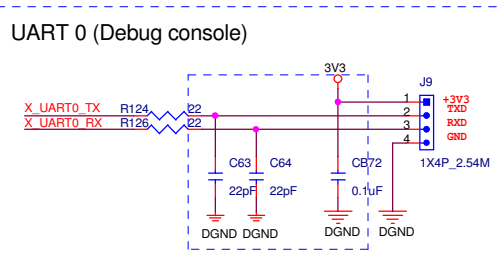 UART 0 (Debug console)
3V3
J9
1 +3V3
X_UART0_TX R124 22 2 TXD
X_UART0_RX R126 22 3 RXD
4 GND
C63 C64 CB72 1X4P_2.54M
22pF 22pF 0.1uF
DGND DGND DGND DGND